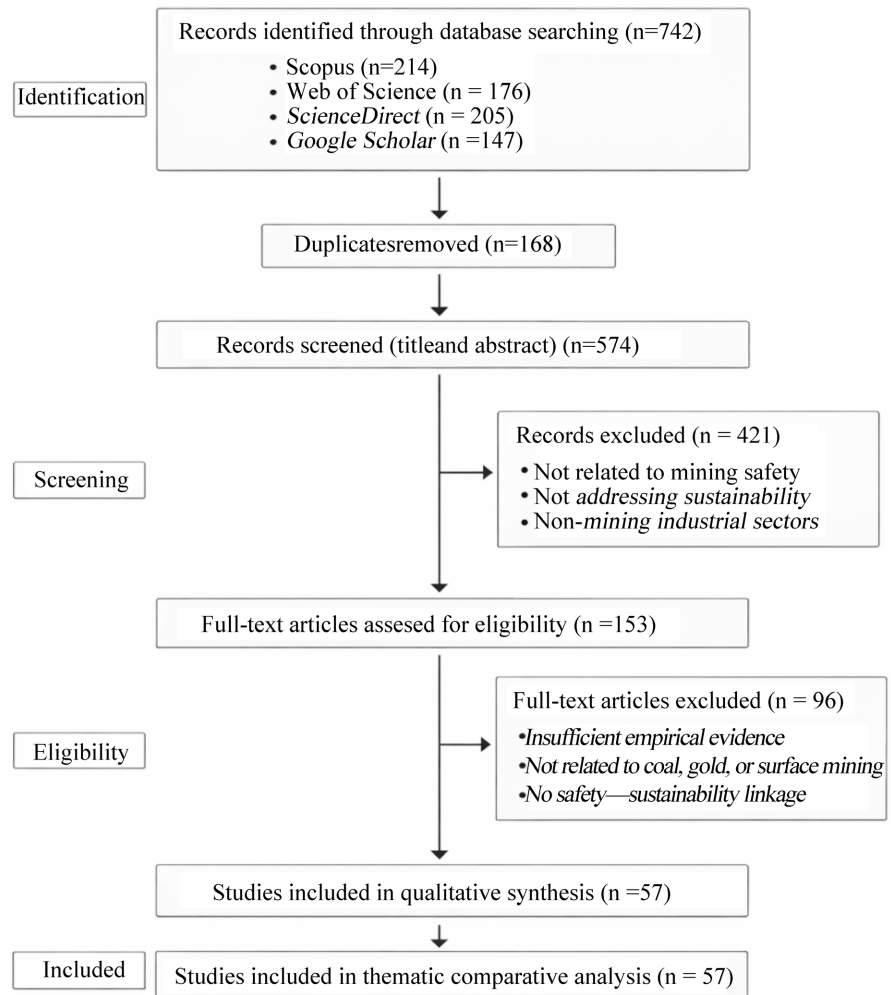 Records identified through database searching (n=742)
• Scopus (n=214)
• Web of Science (n = 176)
• ScienceDirect (n = 205)
• Google Scholar (n =147)
Identification
Duplicatesremoved (n=168)
Records screened (titleand abstract) (n=574)
Records excluded (n = 421)
• Not related to mining safety
• Not addressing sustainability
• Non-mining industrial sectors
Screening
Full-text articles assesed for eligibility (n =153)
Full-text articles excluded (n = 96)
•Insufficient empirical evidence
•Not related to coal, gold, or surface mining
•No safety—sustainability linkage
Eligibility
Studies included in qualitative synthesis (n =57)
Included
Studies included in thematic comparative analysis (n = 57)